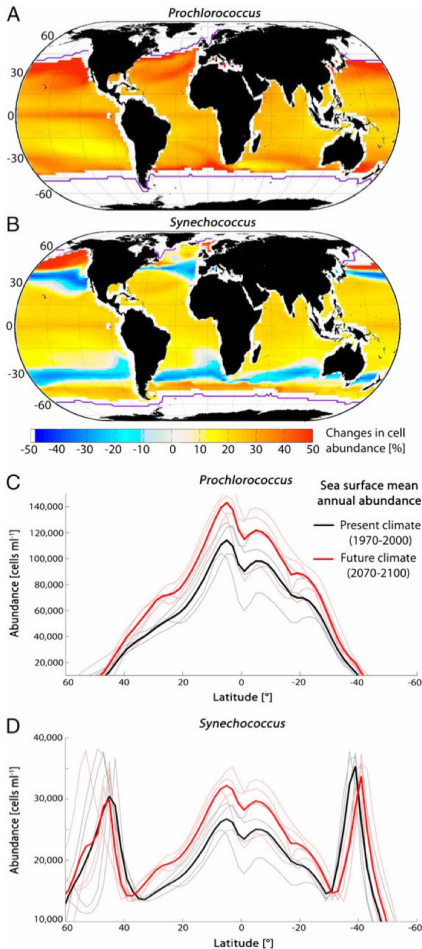 A
Prochlorococcus
60
30
0
-30
-60
B
Synechococcus
60
30
0
-30
-60
-50 -40 -30 -20 -10 0 10 20 30 40 50
Changes in cell
abundance [%]
C
Prochlorococcus
Sea surface mean
annual abundance
Present climate
(1970-2000)
Future climate
(2070-2100)
Abundance [cells ml⁻¹]
140,000
120,000
100,000
80,000
60,000
40,000
20,000
60 40 20 0 -20 -40 -60
Latitude [°]
D
Synechococcus
Abundance [cells ml⁻¹]
40,000
30,000
20,000
10,000
60 40 20 0 -20 -40 -60
Latitude [°]